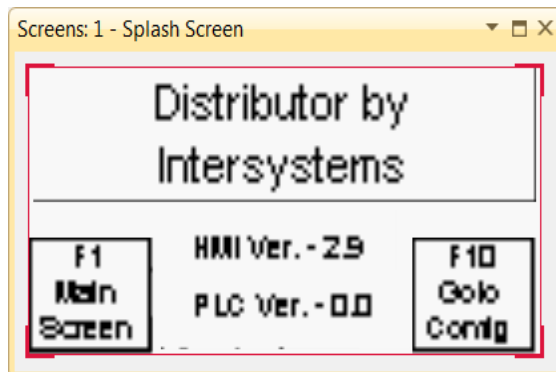 Screens: 1 - Splash Screen
Distributor by
Intersystems
HMI Ver. - 2.9
PLC Ver. - 0.0
F1
Main
Screen
F10
Goto
Config